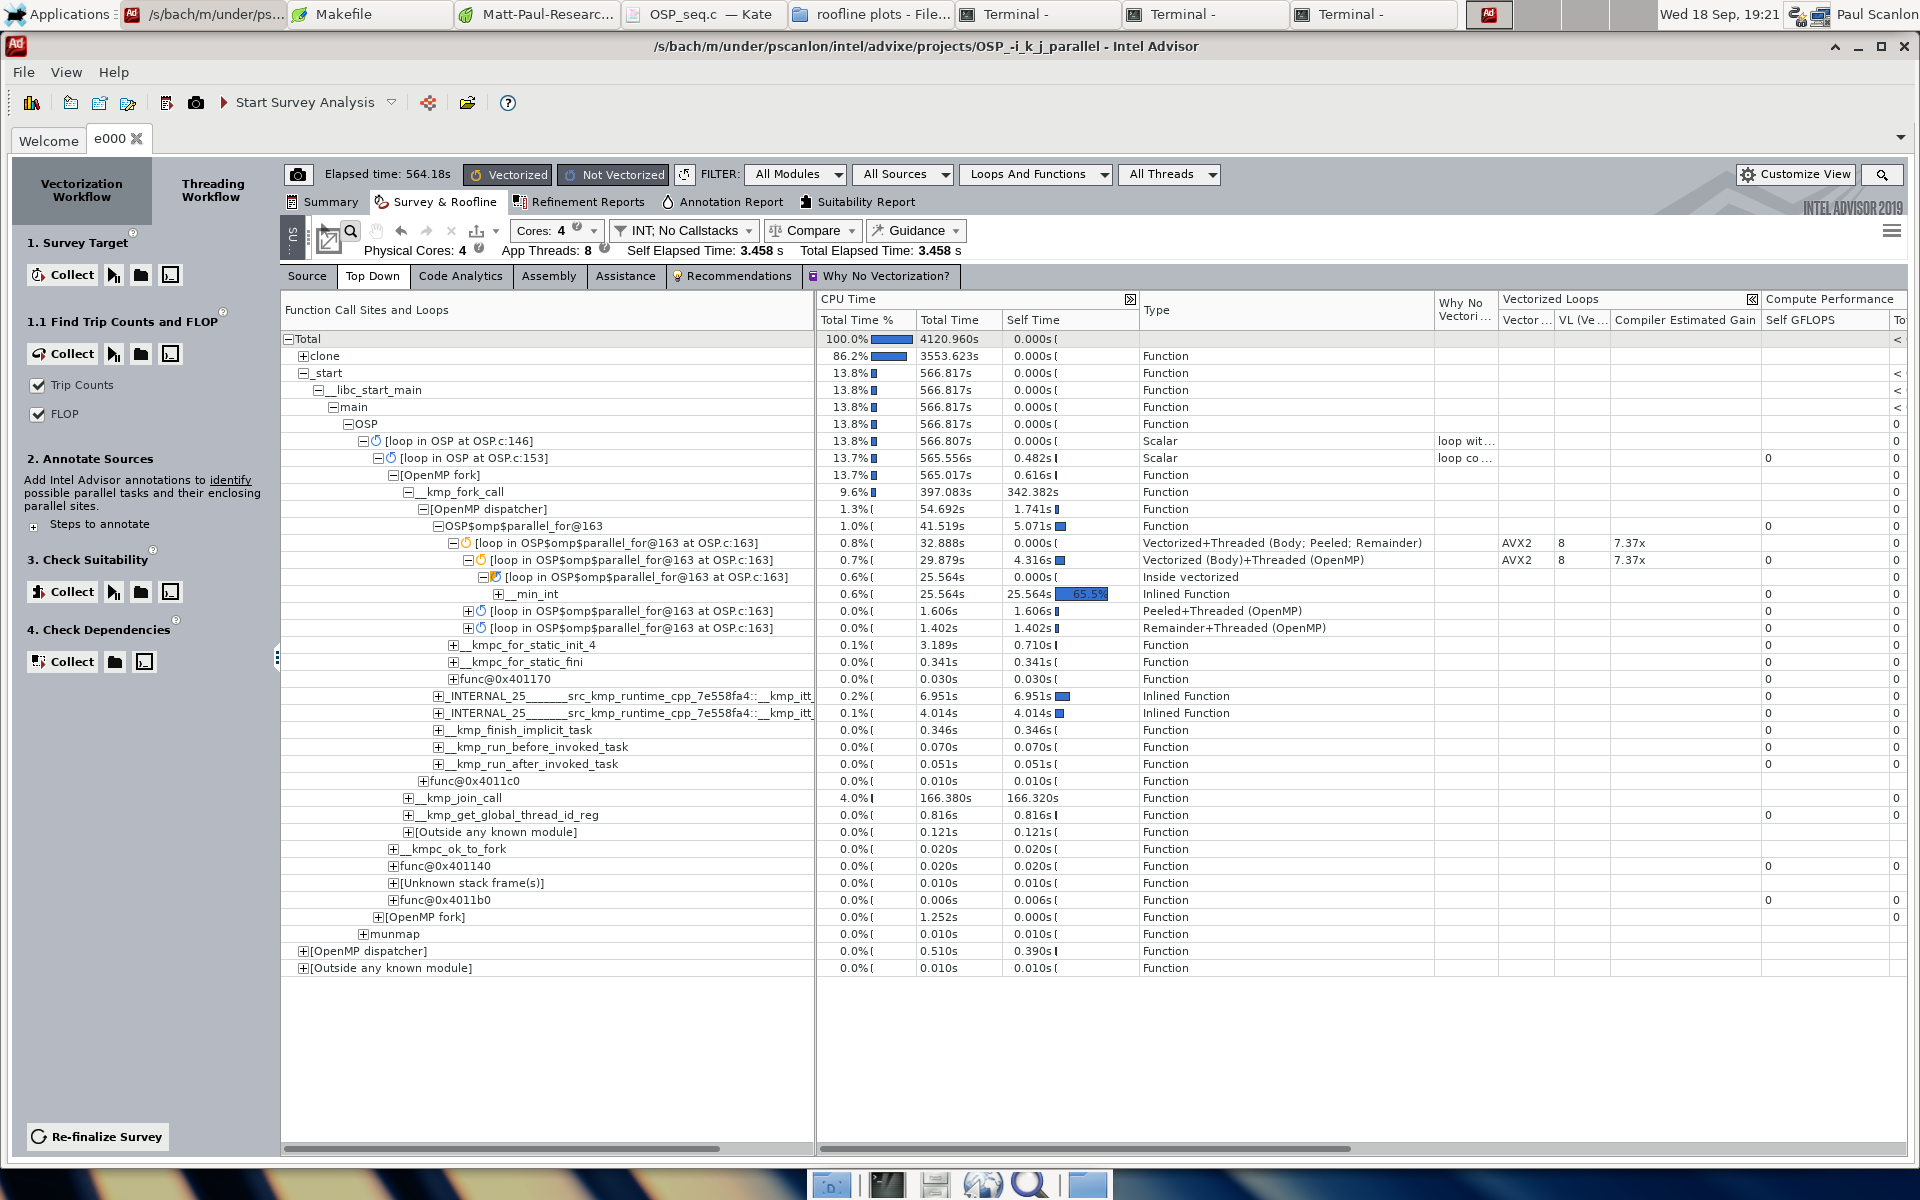 Applications /s/bach/m/under/ps... Makefile Matt-Paul-Researc... OSP_seq.c — Kate roofline plots - File... Terminal - Terminal - Terminal - Wed 18 Sep, 19:21 Paul Scanlon
/s/bach/m/under/pscanlon/intel/advixe/projects/OSP_-i_k_j_parallel - Intel Advisor
File View Help
Start Survey Analysis
Welcome e000
Vectorization Workflow
Threading Workflow
Elapsed time: 564.18s Vectorized Not Vectorized FILTER: All Modules All Sources Loops And Functions All Threads Customize View
Summary Survey & Roofline Refinement Reports Annotation Report Suitability Report INTEL ADVISOR 2019
SU... Cores: 4 INT; No Callstacks Compare Guidance
Physical Cores: 4 App Threads: 8 Self Elapsed Time: 3.458 s Total Elapsed Time: 3.458 s
Source Top Down Code Analytics Assembly Assistance Recommendations Why No Vectorization?
1. Survey Target
Collect
1.1 Find Trip Counts and FLOP
Collect
Trip Counts
FLOP
2. Annotate Sources
Add Intel Advisor annotations to identify
possible parallel tasks and their enclosing
parallel sites.
Steps to annotate
3. Check Suitability
Collect
4. Check Dependencies
Collect
Re-finalize Survey
Function Call Sites and Loops CPU Time Type Why No Vectori... Vectorized Loops Compute Performance
Total Time % Total Time Self Time Vector ... VL (Ve ... Compiler Estimated Gain Self GFLOPS To
Total 100.0% 4120.960s 0.000s <
clone 86.2% 3553.623s 0.000s Function
_start 13.8% 566.817s 0.000s Function <
__libc_start_main 13.8% 566.817s 0.000s Function <
main 13.8% 566.817s 0.000s Function <
OSP 13.8% 566.817s 0.000s Function 0
[loop in OSP at OSP.c:146] 13.8% 566.807s 0.000s Scalar loop wit... 0
[loop in OSP at OSP.c:153] 13.7% 565.556s 0.482s Scalar loop co ... 0 0
[OpenMP fork] 13.7% 565.017s 0.616s Function 0
__kmp_fork_call 9.6% 397.083s 342.382s Function 0
[OpenMP dispatcher] 1.3% 54.692s 1.741s Function 0
OSP$omp$parallel_for@163 1.0% 41.519s 5.071s Function 0 0
[loop in OSP$omp$parallel_for@163 at OSP.c:163] 0.8% 32.888s 0.000s Vectorized+Threaded (Body; Peeled; Remainder) AVX2 8 7.37x 0
[loop in OSP$omp$parallel_for@163 at OSP.c:163] 0.7% 29.879s 4.316s Vectorized (Body)+Threaded (OpenMP) AVX2 8 7.37x 0 0
[loop in OSP$omp$parallel_for@163 at OSP.c:163] 0.6% 25.564s 0.000s Inside vectorized 0
__min_int 0.6% 25.564s 25.564s 65.5% Inlined Function 0 0
[loop in OSP$omp$parallel_for@163 at OSP.c:163] 0.0% 1.606s 1.606s Peeled+Threaded (OpenMP) 0 0
[loop in OSP$omp$parallel_for@163 at OSP.c:163] 0.0% 1.402s 1.402s Remainder+Threaded (OpenMP) 0 0
__kmpc_for_static_init_4 0.1% 3.189s 0.710s Function 0 0
__kmpc_for_static_fini 0.0% 0.341s 0.341s Function 0 0
func@0x401170 0.0% 0.030s 0.030s Function 0 0
_INTERNAL_25_______src_kmp_runtime_cpp_7e558fa4::__kmp_itt_ 0.2% 6.951s 6.951s Inlined Function 0 0
_INTERNAL_25_______src_kmp_runtime_cpp_7e558fa4::__kmp_itt_ 0.1% 4.014s 4.014s Inlined Function 0 0
__kmp_finish_implicit_task 0.0% 0.346s 0.346s Function 0 0
__kmp_run_before_invoked_task 0.0% 0.070s 0.070s Function 0 0
__kmp_run_after_invoked_task 0.0% 0.051s 0.051s Function 0 0
func@0x4011c0 0.0% 0.010s 0.010s Function
__kmp_join_call 4.0% 166.380s 166.320s Function 0
__kmp_get_global_thread_id_reg 0.0% 0.816s 0.816s Function 0 0
[Outside any known module] 0.0% 0.121s 0.121s Function
__kmpc_ok_to_fork 0.0% 0.020s 0.020s Function
func@0x401140 0.0% 0.020s 0.020s Function 0 0
[Unknown stack frame(s)] 0.0% 0.010s 0.010s Function
func@0x4011b0 0.0% 0.006s 0.006s Function 0 0
[OpenMP fork] 0.0% 1.252s 0.000s Function 0
munmap 0.0% 0.010s 0.010s Function
[OpenMP dispatcher] 0.0% 0.510s 0.390s Function
[Outside any known module] 0.0% 0.010s 0.010s Function